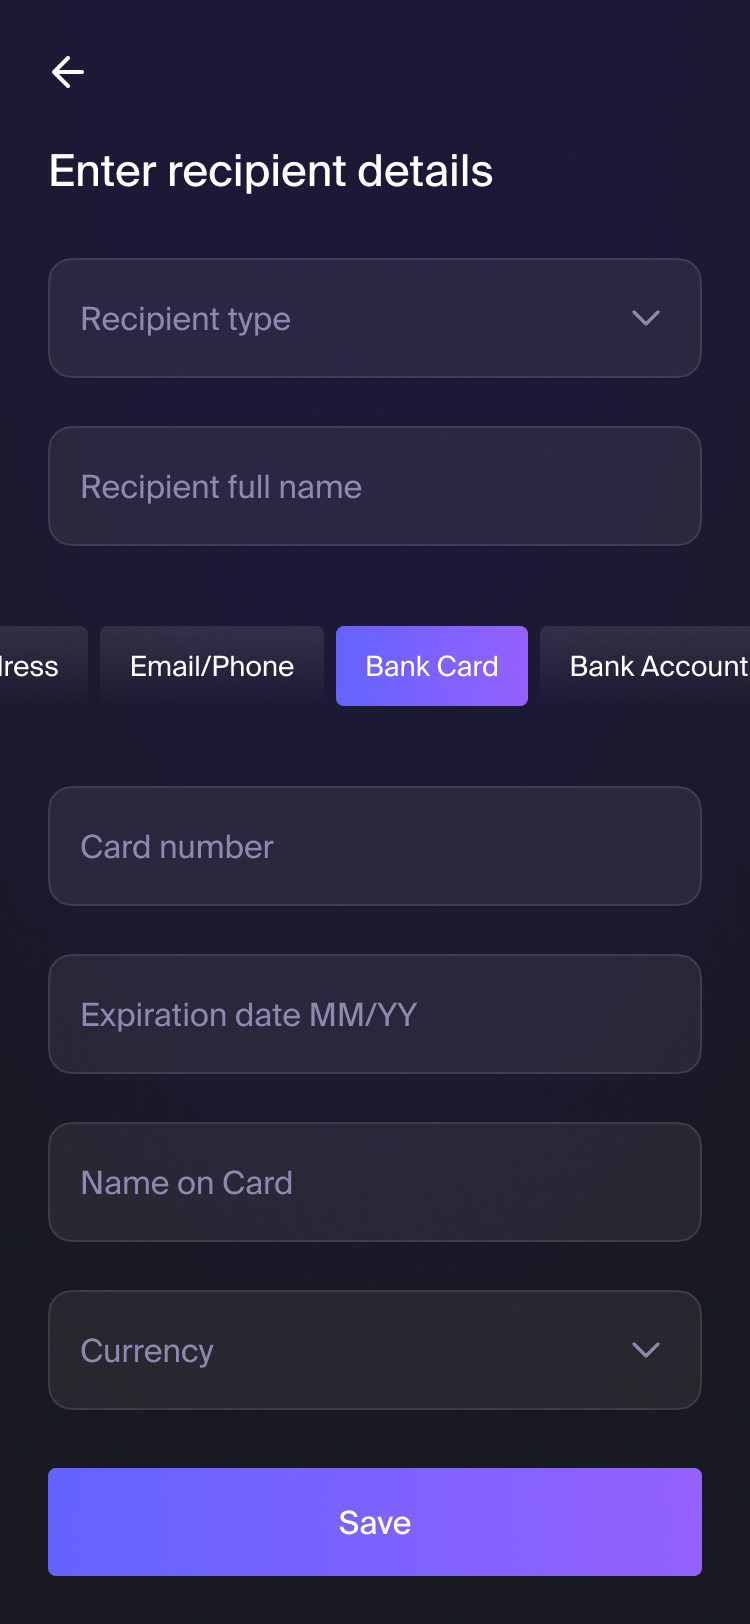 Enter recipient details
Recipient type
Recipient full name
Email/Phone Bank Card Bank Account
Card number
Expiration date MM/YY
Name on Card
Currency
Save